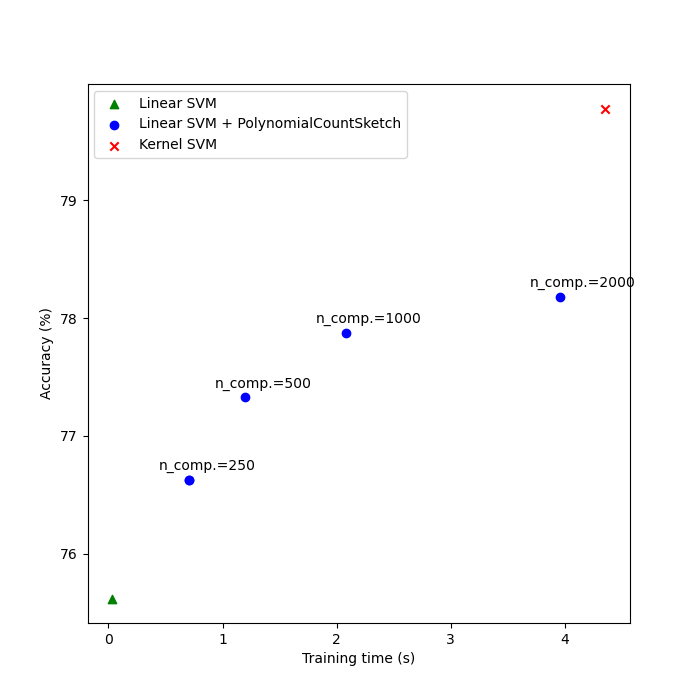 Linear SVM
Linear SVM + PolynomialCountSketch
Kernel SVM
79
n_comp.=2000
78
n_comp.=1000
n_comp.=500
77
n_comp.=250
76
Accuracy (%)
0 1 2 3 4
Training time (s)